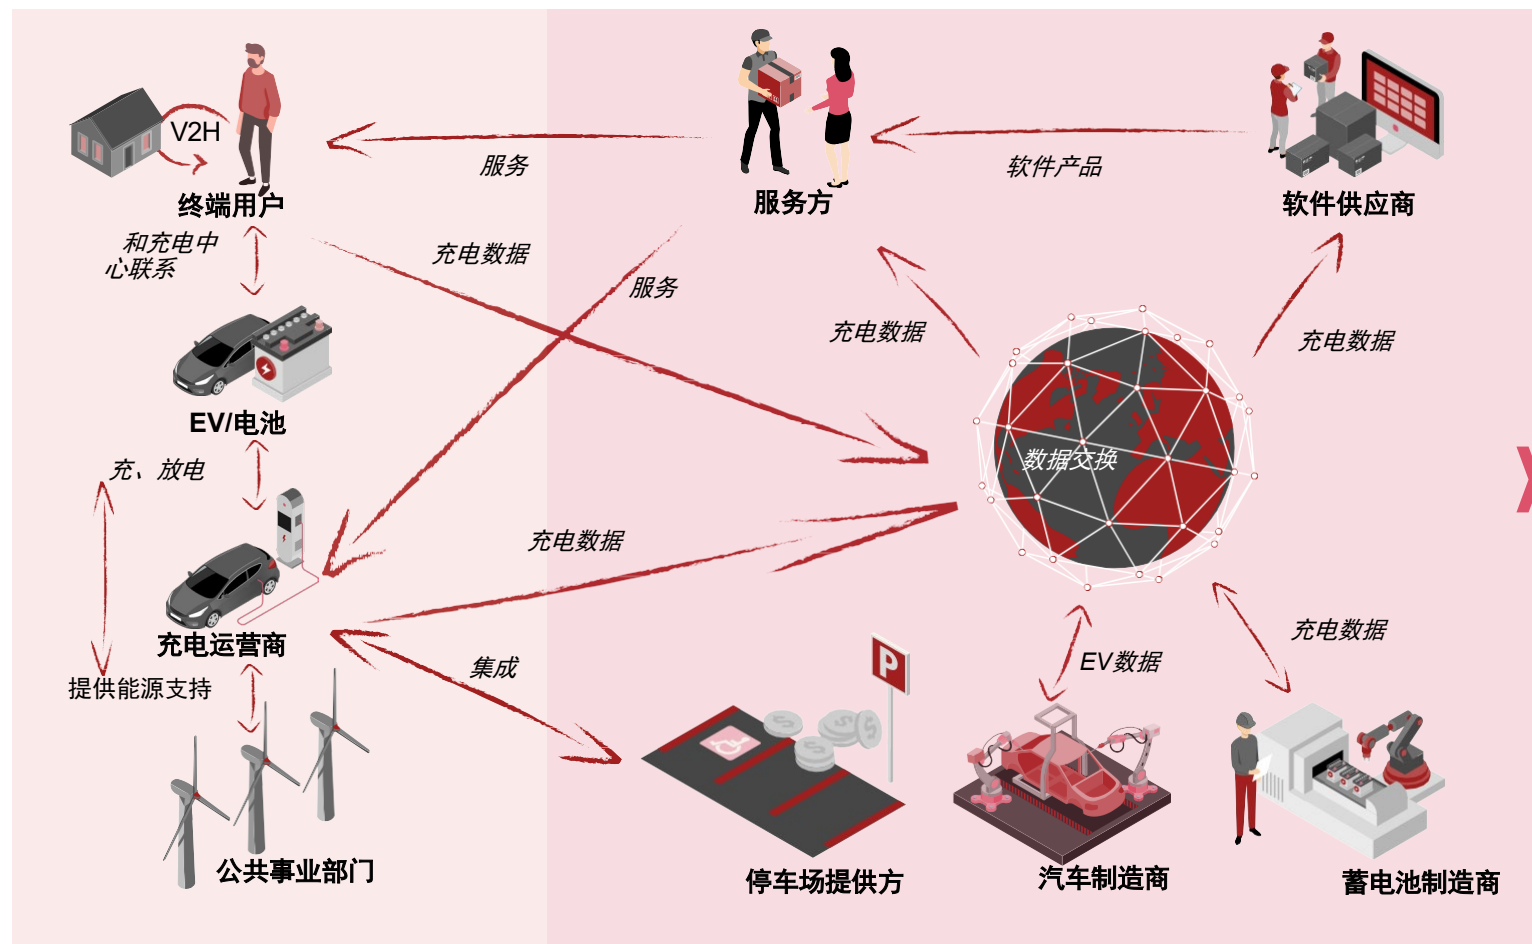 V2H
服务
软件产品
终端用户
服务方
软件供应商
和充电中
心联系
充电数据
服务
充电数据
充电数据
EV/电池
数据交换
充、放电
充电数据
充电运营商
提供能源支持
集成
P
EV数据
充电数据
公共事业部门
停车场提供方
汽车制造商
蓄电池制造商